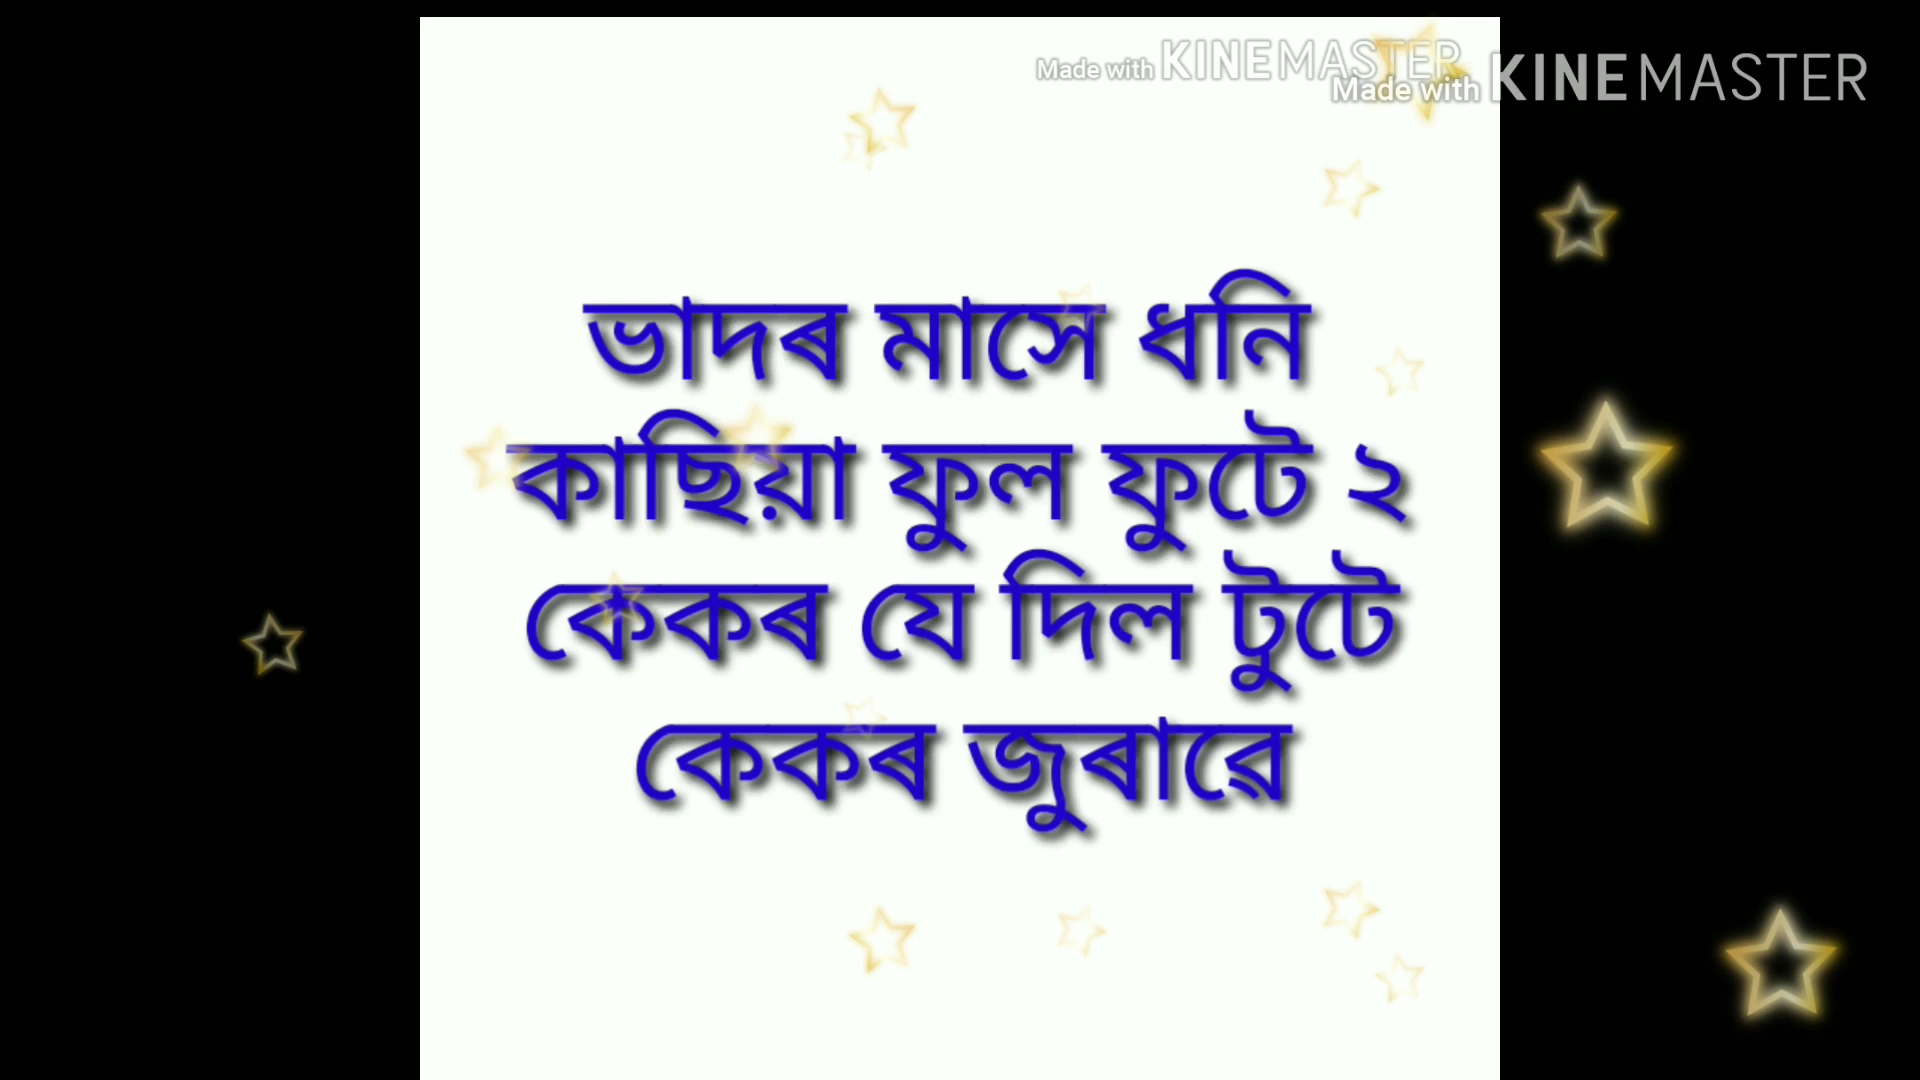 Made with KINEMASTER
Made with KINEMASTER
ভাদৰ মাসে ধনি
কাছিয়া ফুল ফুটে ২
কেকৰ যে দিল টুটে
কেকৰ জুৰাৱে